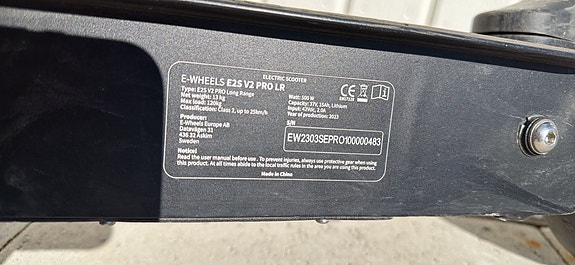 ELECTRIC SCOOTER
E-WHEELS E2S V2 PRO LR
Type: E2S V2 PRO Long Range
Net weight: 13 kg
Max load: 120kg
Classification: Class 2, up to 25km/h
Producer:
E-Wheels Europe AB
Datavägen 31
436 32 Askim
Sweden
CE
EN17128
Watt: 500 W
Capacity: 37V, 15Ah, Lithium
Input: 42Vdc, 2.0A
Year of production: 2023
S/N
EW2303SEPRO100000483
Notice!
Read the user manual before use . To prevent injuries, always use protective gear when using
this product. At all times abide to the local traffic rules in the area you are using this product.
Made in China